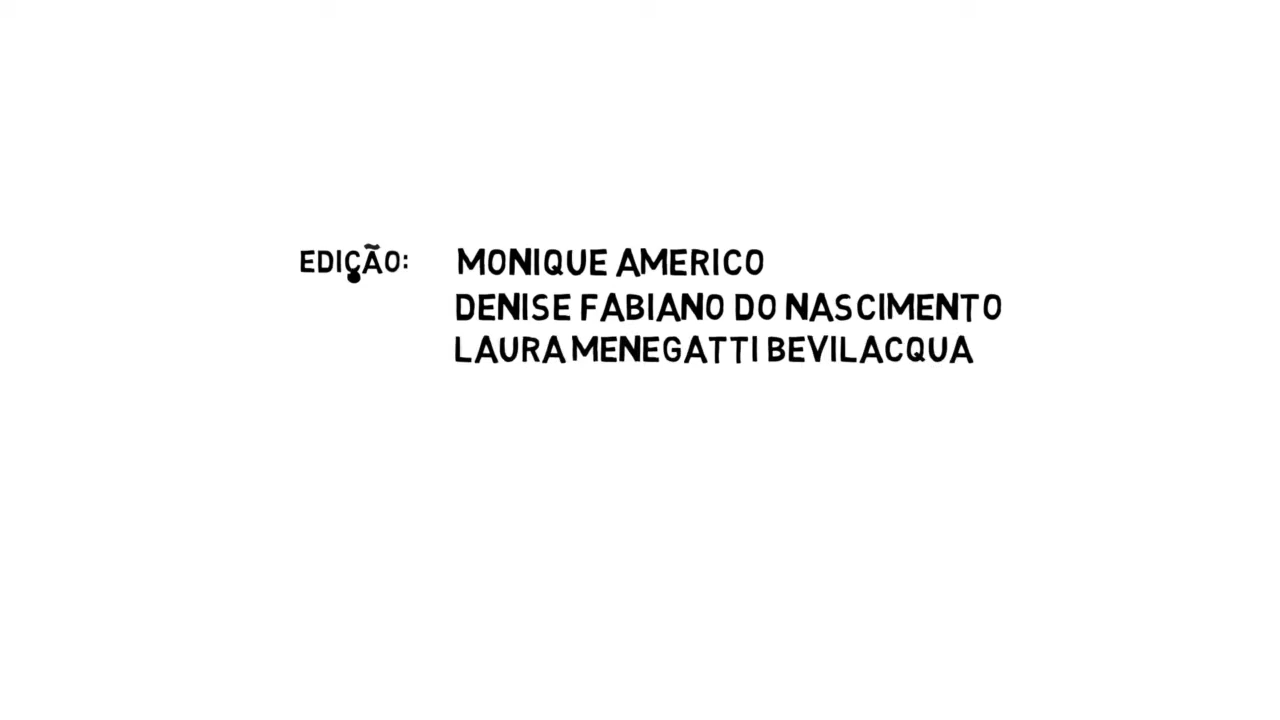 EDIÇÃO: MONIQUE AMERICO
DENISE FABIANO DO NASCIMENTO
LAURA MENEGATTI BEVILACQUA